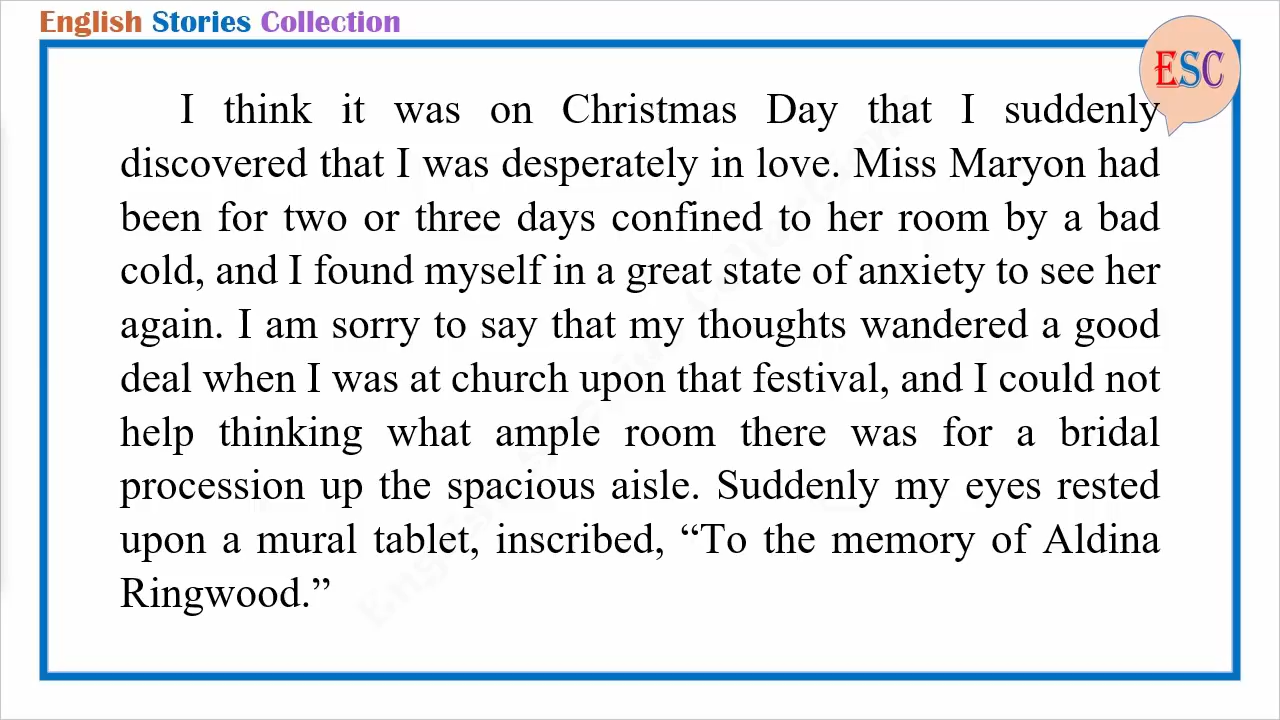 English Stories Collection
ESC
I think it was on Christmas Day that I suddenly
discovered that I was desperately in love. Miss Maryon had
been for two or three days confined to her room by a bad
cold, and I found myself in a great state of anxiety to see her
again. I am sorry to say that my thoughts wandered a good
deal when I was at church upon that festival, and I could not
help thinking what ample room there was for a bridal
procession up the spacious aisle. Suddenly my eyes rested
upon a mural tablet, inscribed, “To the memory of Aldina
Ringwood.”